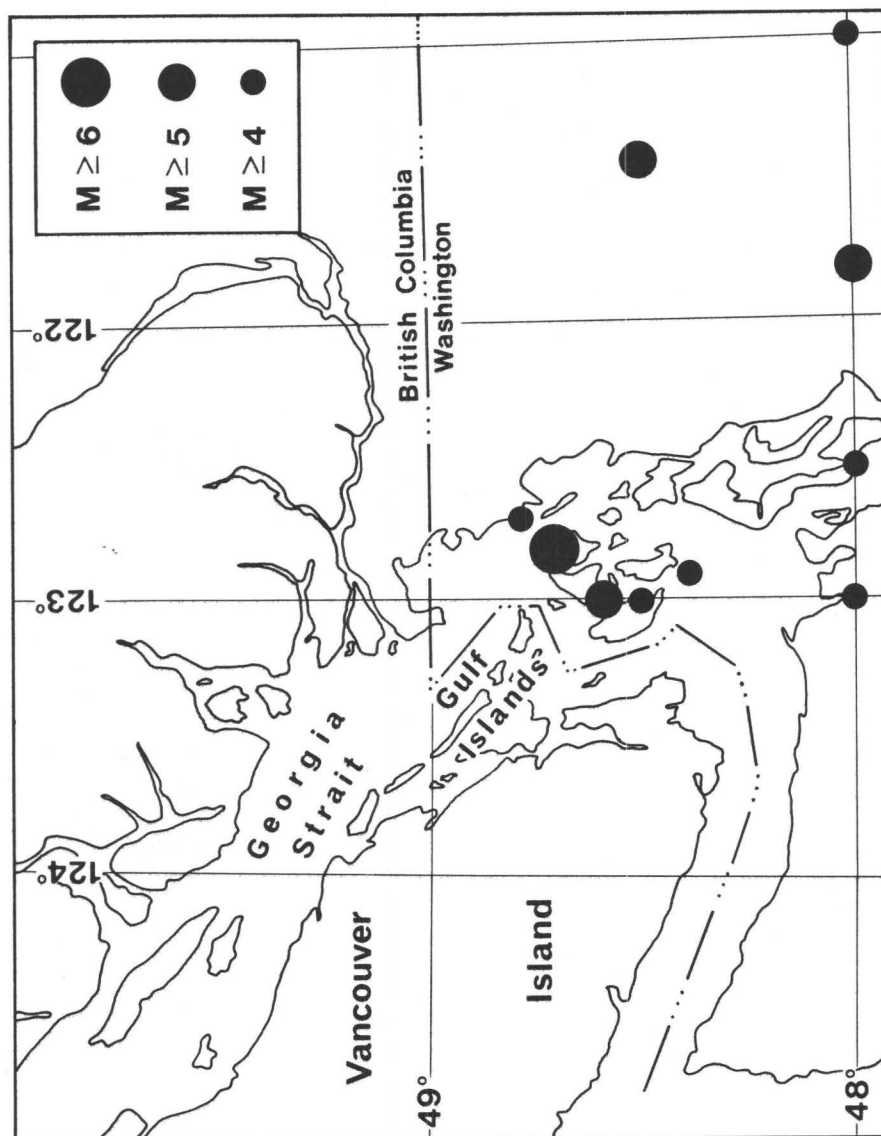 M ≥ 6
M ≥ 5
M ≥ 4
124°
123°
122°
Georgia
Strait
British Columbia
Washington
Gulf
Islands
Vancouver
Island
49°
48°